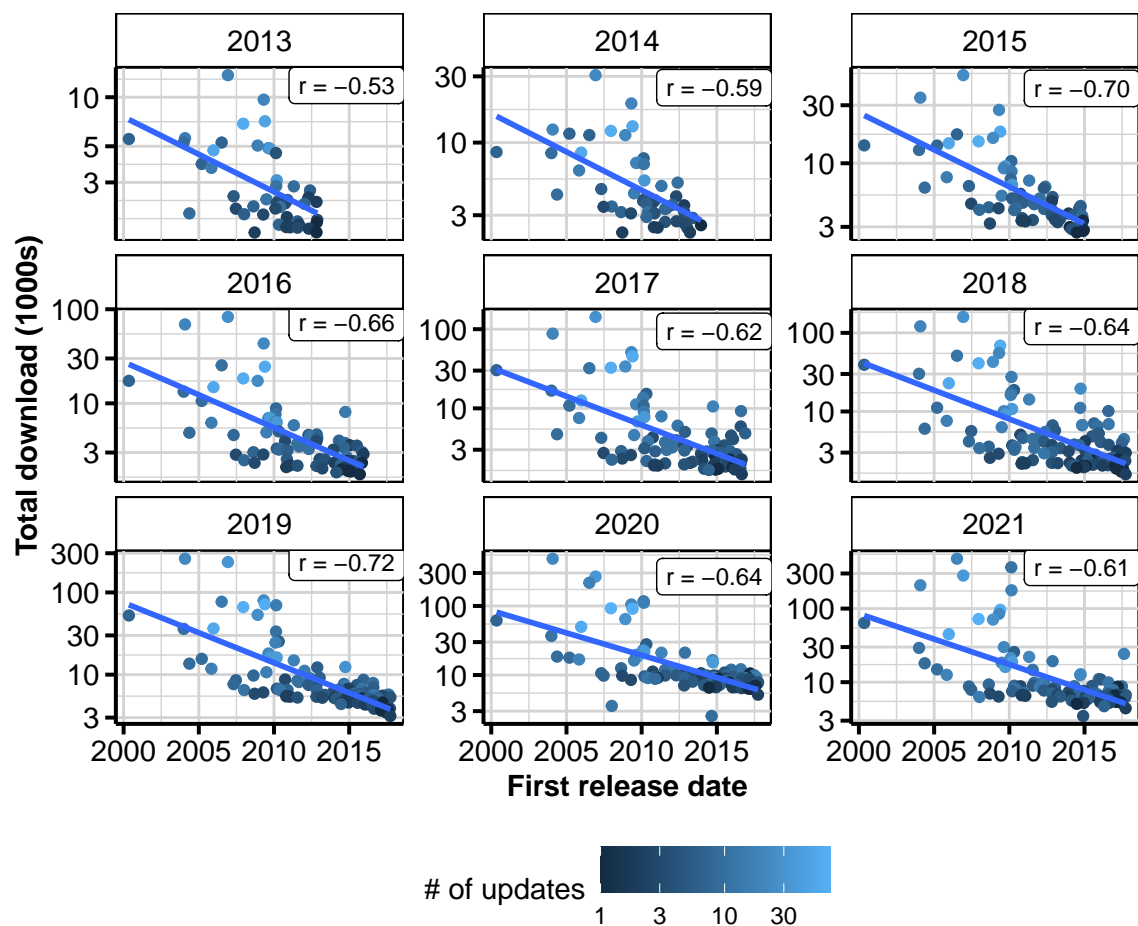 2013 2014 2015
r = −0.53 r = −0.59 r = −0.70
10 5 3
30 10 3
30 10 3
2016 2017 2018
r = −0.66 r = −0.62 r = −0.64
100 30 10 3
100 30 10 3
100 30 10 3
2019 2020 2021
r = −0.72 r = −0.64 r = −0.61
300 100 30 10 3
300 100 30 10 3
300 100 30 10 3
2000 2005 2010 2015 2000 2005 2010 2015 2000 2005 2010 2015
Total download (1000s)
First release date
# of updates
1 3 10 30